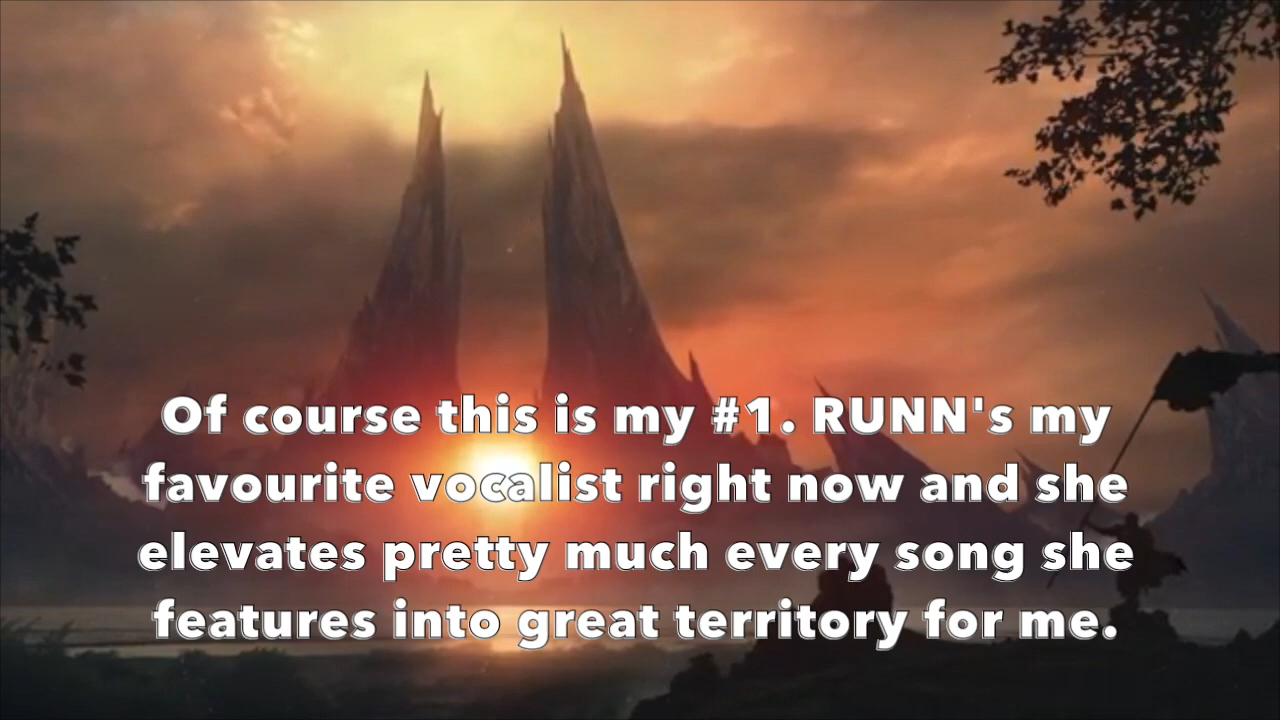 Of course this is my #1. RUNN's my
favourite vocalist right now and she
elevates pretty much every song she
features into great territory for me.